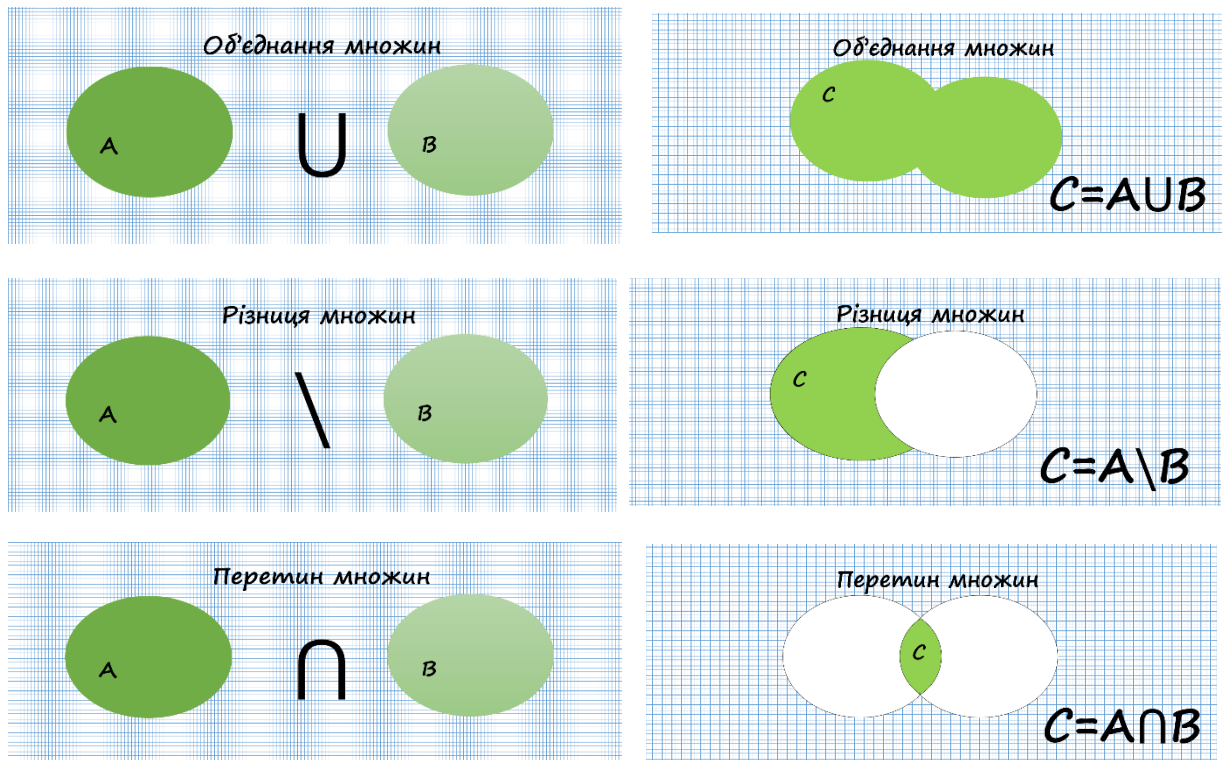 Об'єднання множин
A
∪
B
Об'єднання множин
C
C=A∪B
Різниця множин
A
\
B
Різниця множин
C
C=A\B
Перетин множин
A
∩
B
Перетин множин
C
C=A∩B